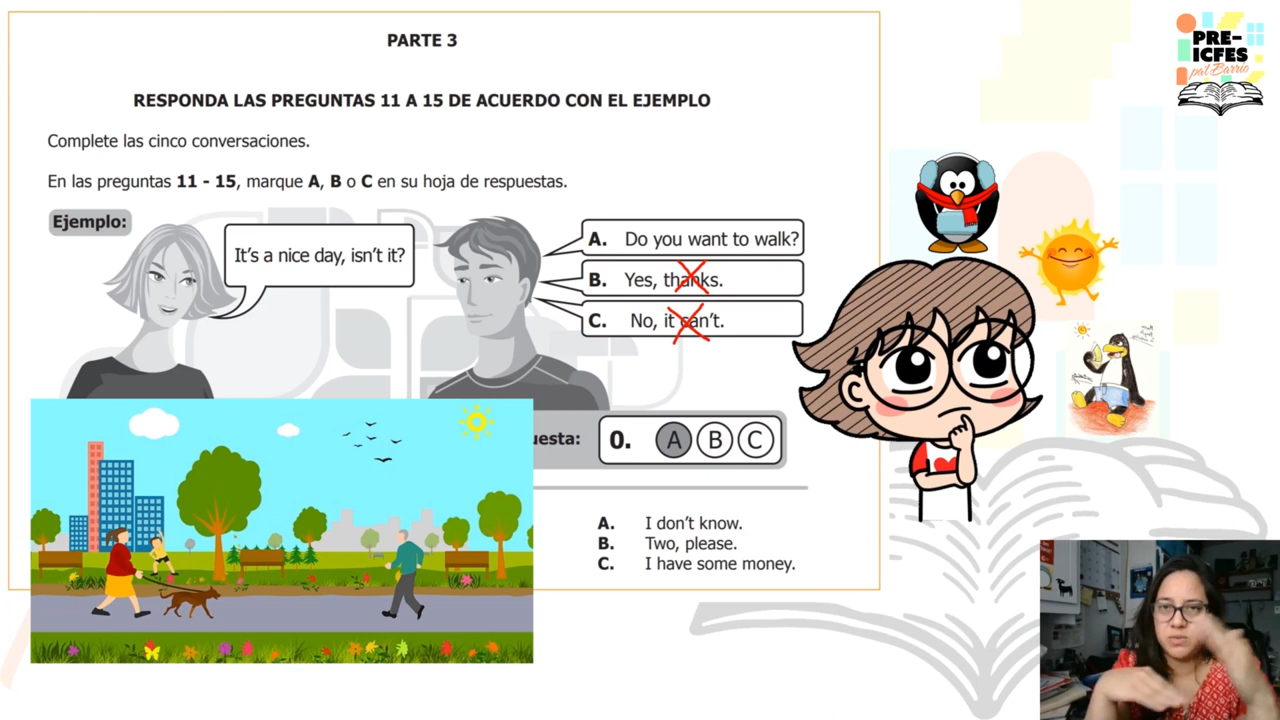 PARTE 3
PRE-
ICFES
pal Barrio
RESPONDA LAS PREGUNTAS 11 A 15 DE ACUERDO CON EL EJEMPLO
Complete las cinco conversaciones.
En las preguntas 11 - 15, marque A, B o C en su hoja de respuestas.
Ejemplo:
It's a nice day, isn't it?
A. Do you want to walk?
B. Yes, thanks.
C. No, it can't.
uesta: 0. A B C
A. I don't know.
B. Two, please.
C. I have some money.